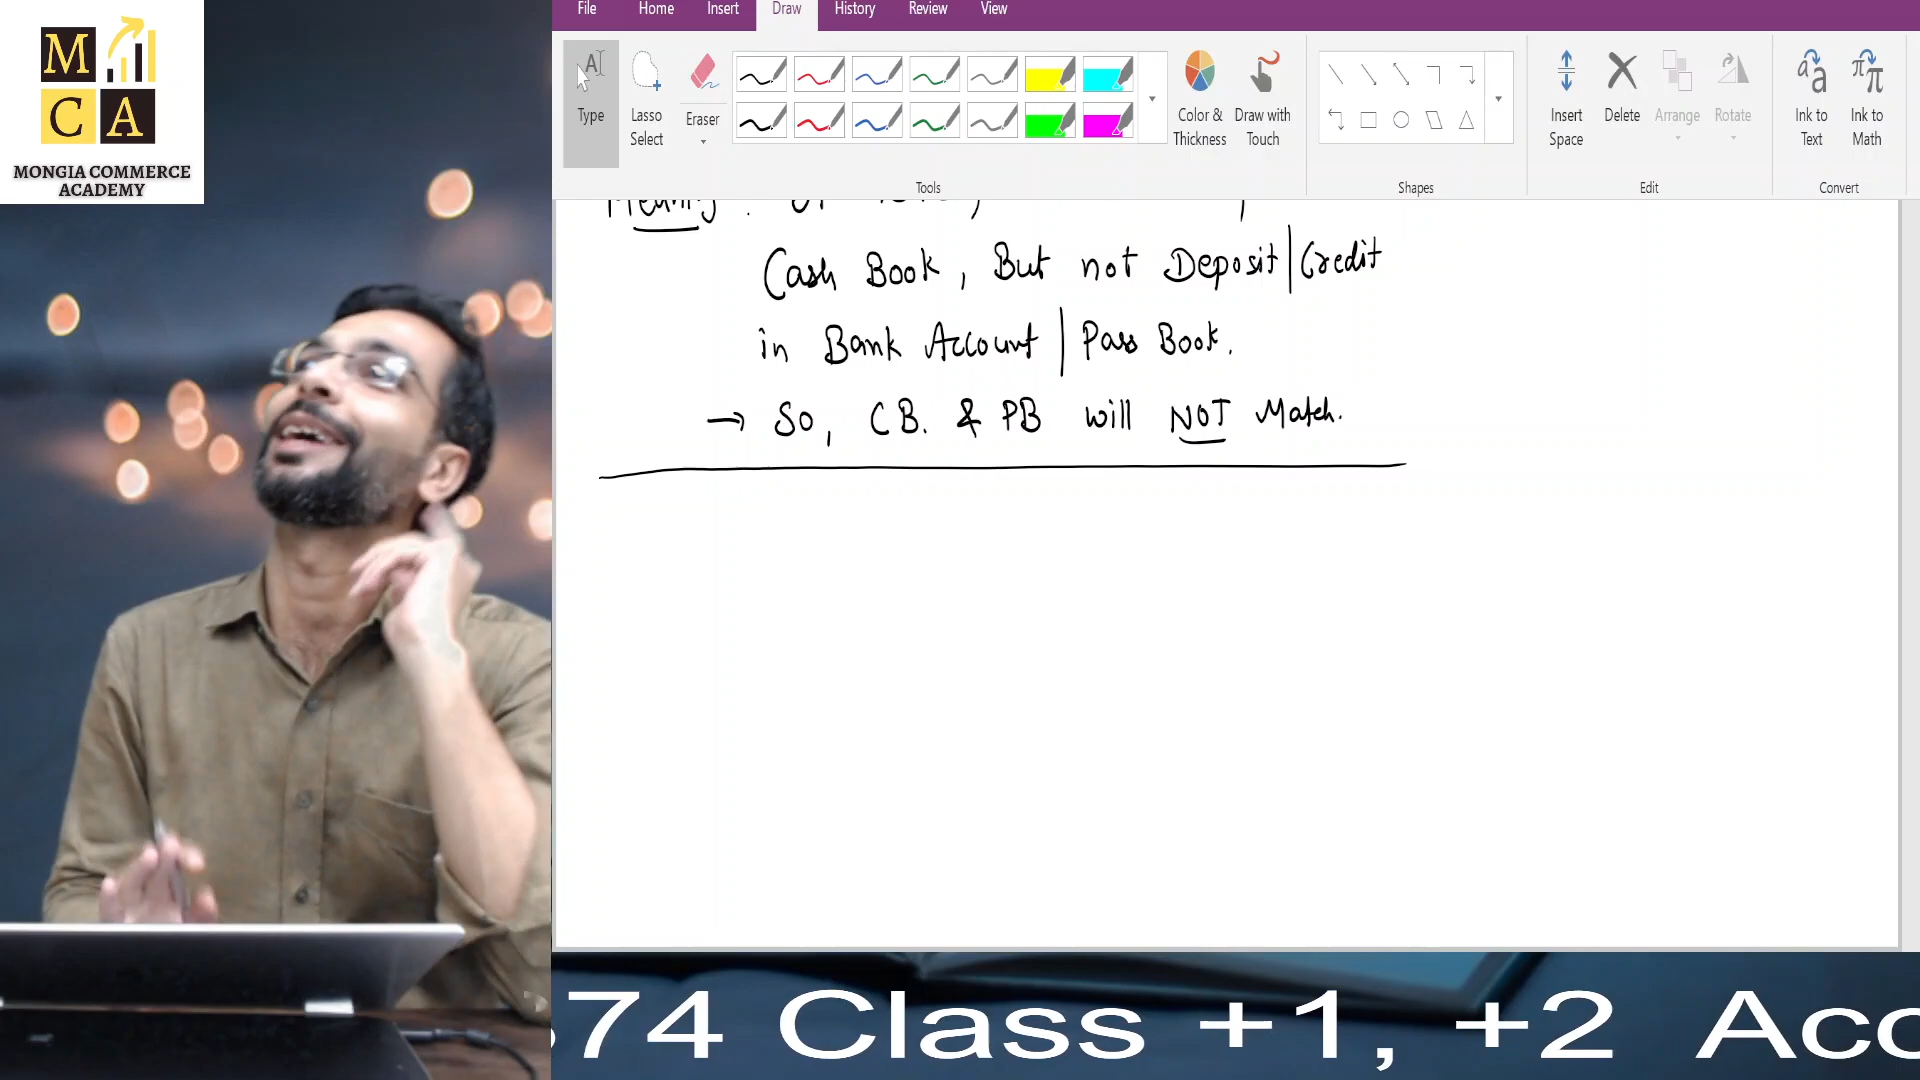 M
C A
MONGIA COMMERCE
ACADEMY
File Home Insert Draw History Review View
Type
Lasso
Select
Eraser
Color &
Thickness
Draw with
Touch
Insert
Space
Delete
Arrange
Rotate
Ink to
Text
Ink to
Math
Tools
Shapes
Edit
Convert
Meaning :
Cash Book, But not Deposit|Credit
in Bank Account | Pass Book.
→ So, CB. & PB will NOT Match.
74 Class +1, +2 Acc